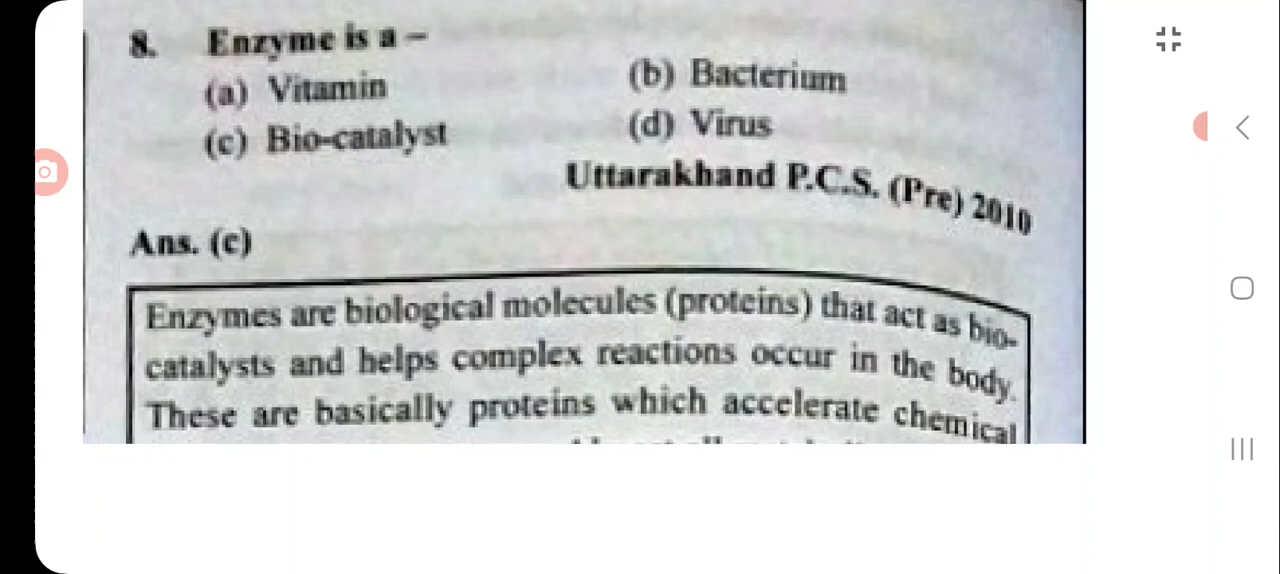 8. Enzyme is a –
(a) Vitamin (b) Bacterium
(c) Bio-catalyst (d) Virus
Uttarakhand P.C.S. (Pre) 2010
Ans. (c)
Enzymes are biological molecules (proteins) that act as bio-
catalysts and helps complex reactions occur in the body.
These are basically proteins which accelerate chemical